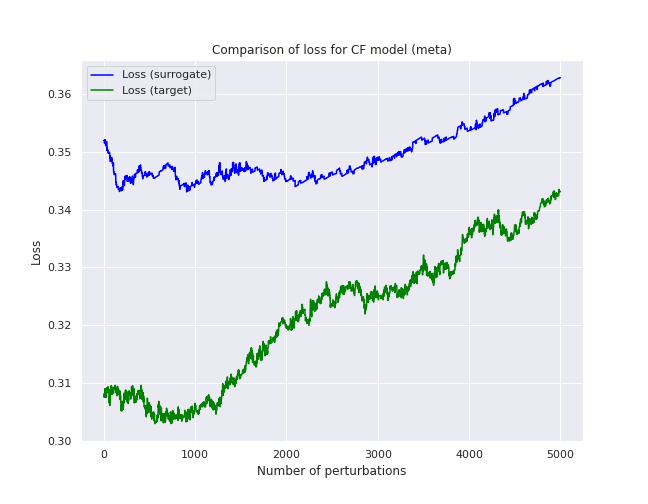 Comparison of loss for CF model (meta)
Loss (surrogate)
Loss (target)
0.36
0.35
0.34
0.33
0.32
0.31
0.30
Loss
0 1000 2000 3000 4000 5000
Number of perturbations